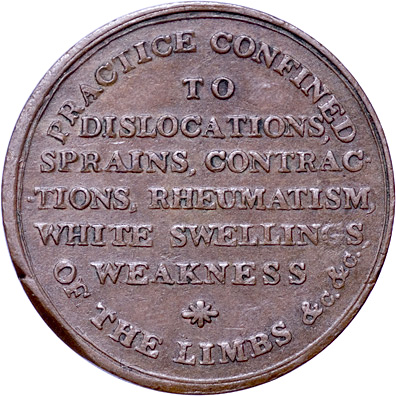 PRACTICE CONFINED
TO
DISLOCATIONS,
SPRAINS, CONTRAC-
-TIONS, RHEUMATISM,
WHITE SWELLINGS
WEAKNESS
OF THE LIMBS &c. &c.